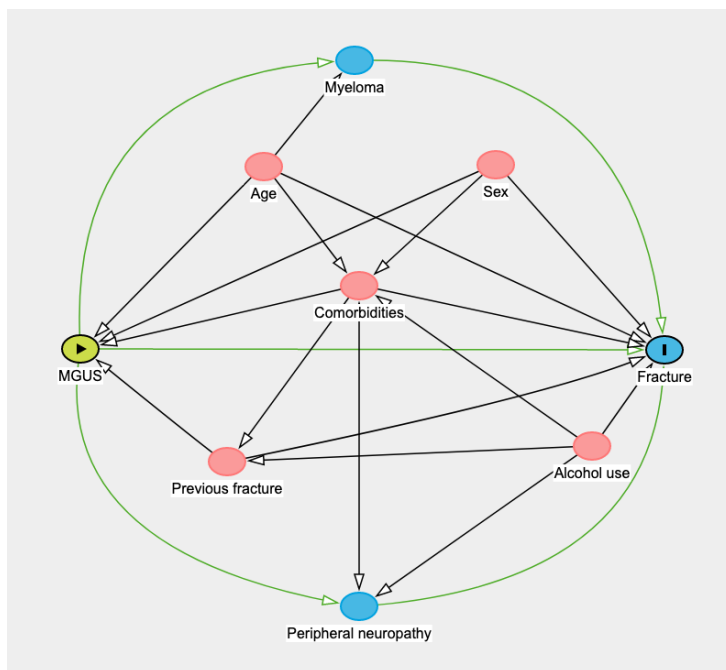 Myeloma
Age
Sex
Comorbidities
MGUS
Fracture
Previous fracture
Alcohol use
Peripheral neuropathy